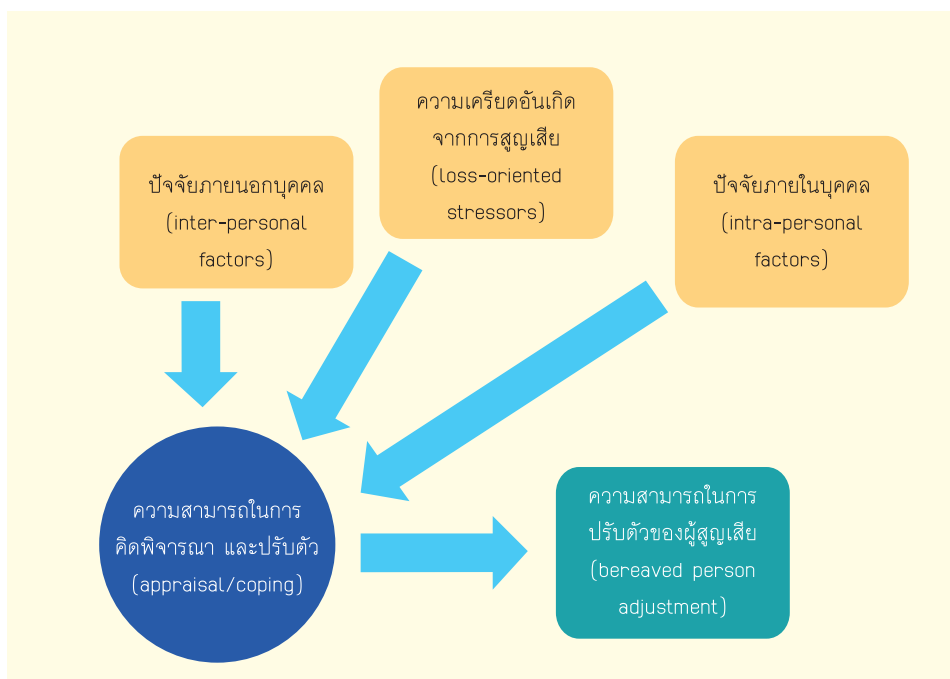 ความเครียดอันเกิด
จากการสูญเสีย
(loss-oriented
stressors)
ปัจจัยภายนอกบุคคล
(inter-personal
factors)
ปัจจัยภายในบุคคล
(intra-personal
factors)
ความสามารถในการ
คิดพิจารณา และปรับตัว
(appraisal/coping)
ความสามารถในการ
ปรับตัวของผู้สูญเสีย
(bereaved person
adjustment)